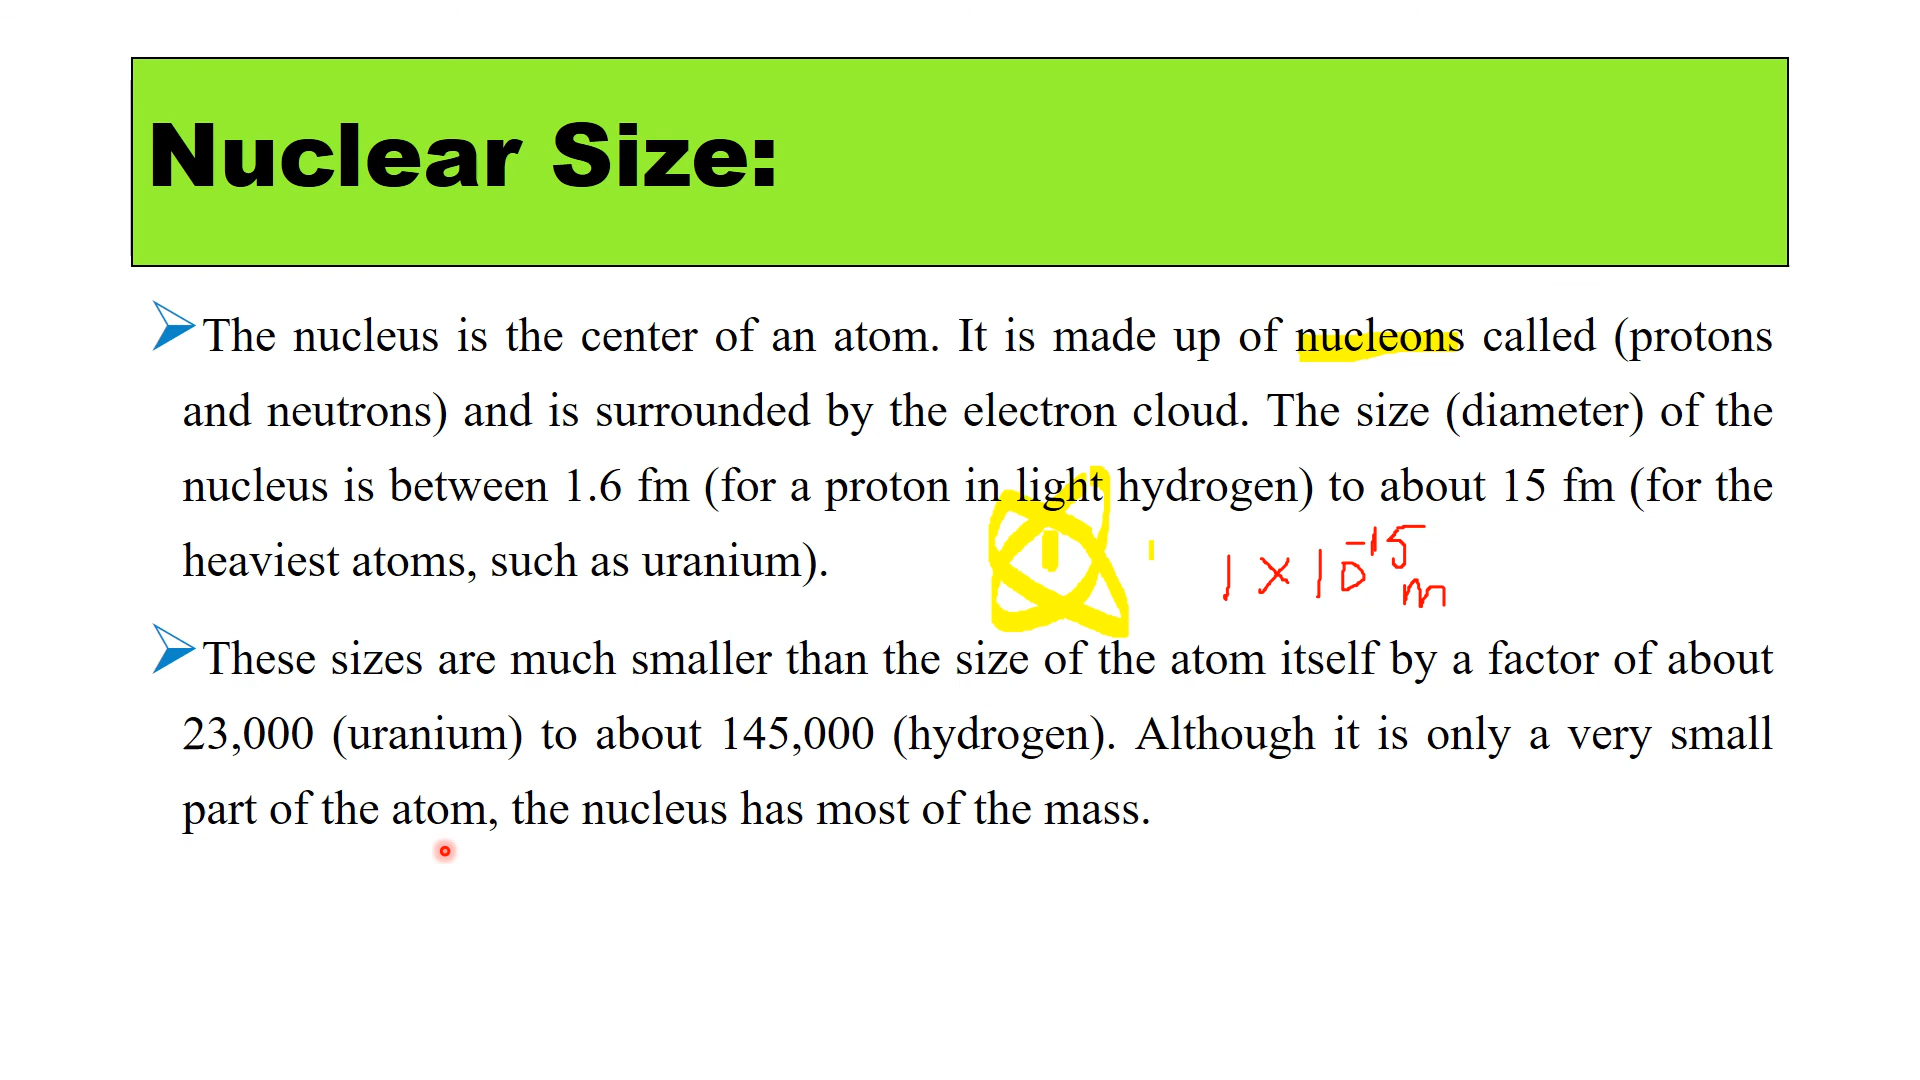 Nuclear Size:
The nucleus is the center of an atom. It is made up of nucleons called (protons
and neutrons) and is surrounded by the electron cloud. The size (diameter) of the
nucleus is between 1.6 fm (for a proton in light hydrogen) to about 15 fm (for the
heaviest atoms, such as uranium).
1 × 10⁻¹⁵ m
These sizes are much smaller than the size of the atom itself by a factor of about
23,000 (uranium) to about 145,000 (hydrogen). Although it is only a very small
part of the atom, the nucleus has most of the mass.